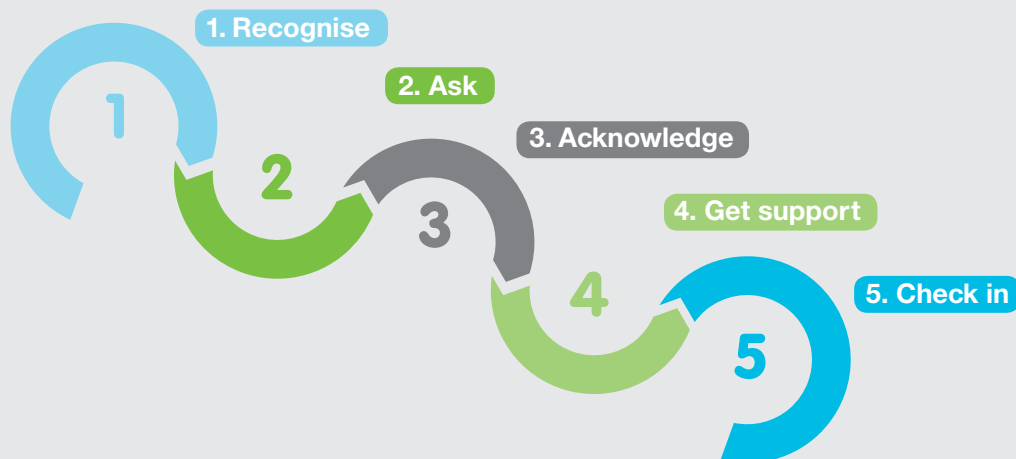 1. Recognise
1
2. Ask
2
3. Acknowledge
3
4. Get support
4
5. Check in
5